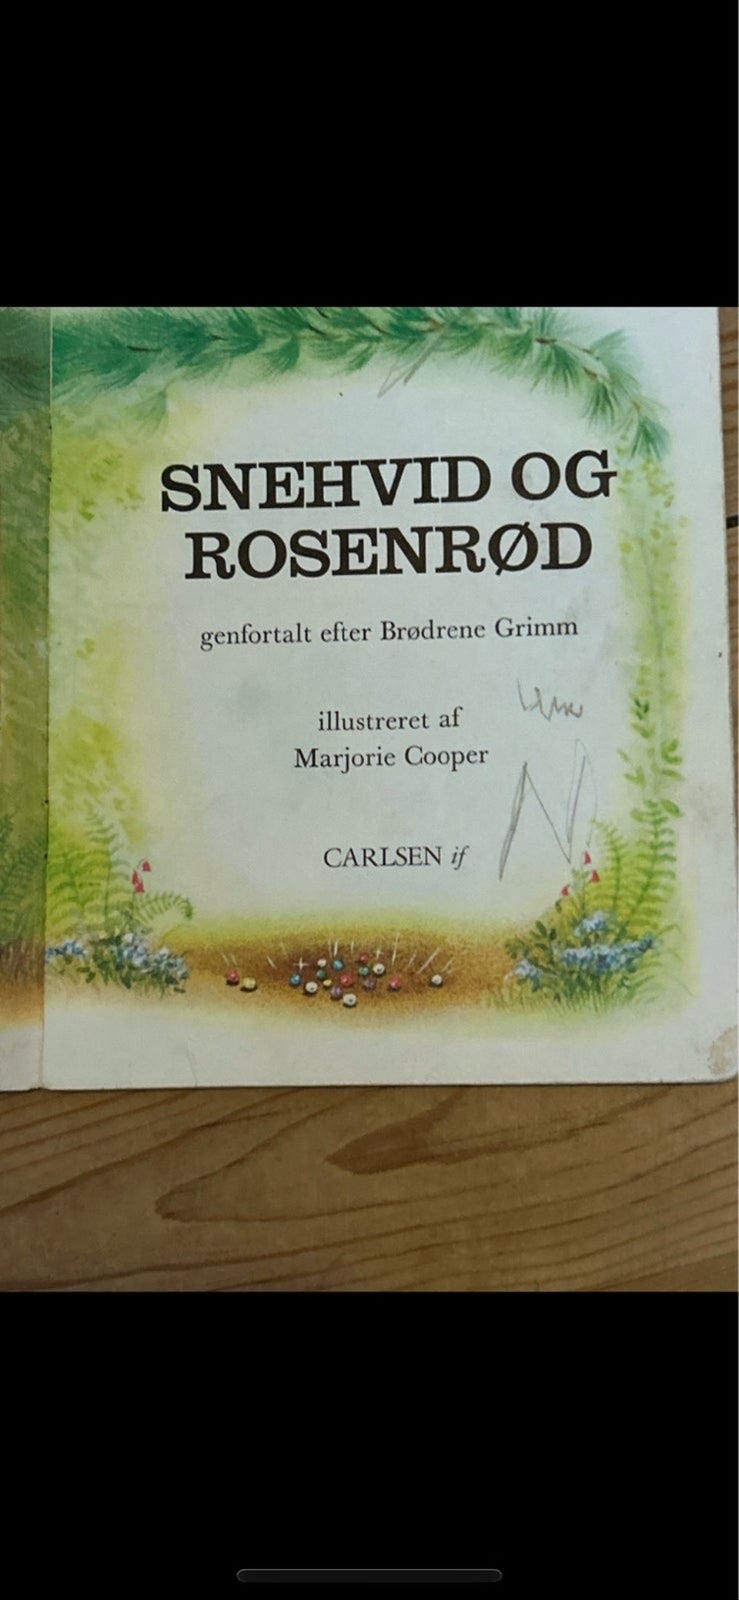 SNEHVID OG
ROSENRØD
genfortalt efter Brødrene Grimm
illustreret af
Marjorie Cooper
CARLSEN if